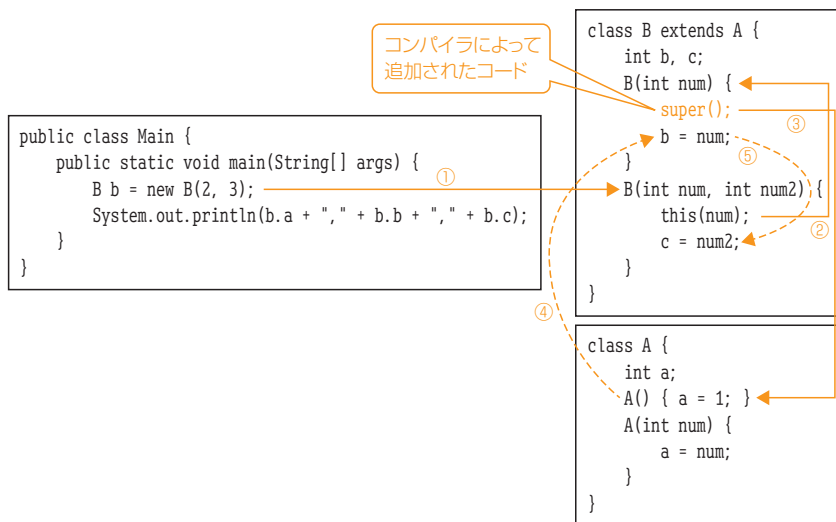 コンパイラによって
追加されたコード
public class Main {
    public static void main(String[] args) {
        B b = new B(2, 3);
        System.out.println(b.a + "," + b.b + "," + b.c);
    }
}
①
class B extends A {
    int b, c;
    B(int num) {
        super();
        b = num;
    }
    B(int num, int num2) {
        this(num);
        c = num2;
    }
}
③
⑤
②
④
class A {
    int a;
    A() { a = 1; }
    A(int num) {
        a = num;
    }
}